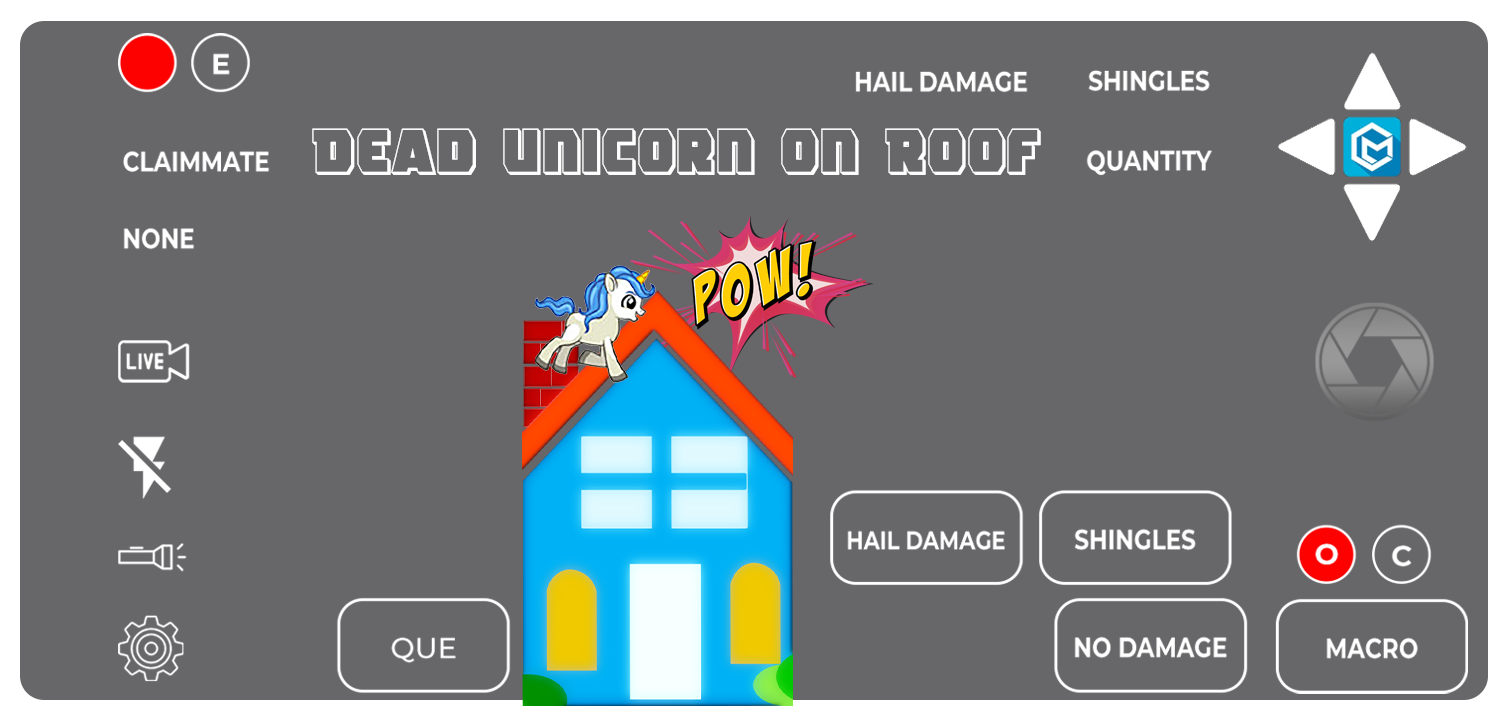 E
HAIL DAMAGE
SHINGLES
CLAIMMATE
DEAD UNICORN ON ROOF
QUANTITY
NONE
POW!
LIVE
HAIL DAMAGE
SHINGLES
O
C
QUE
NO DAMAGE
MACRO